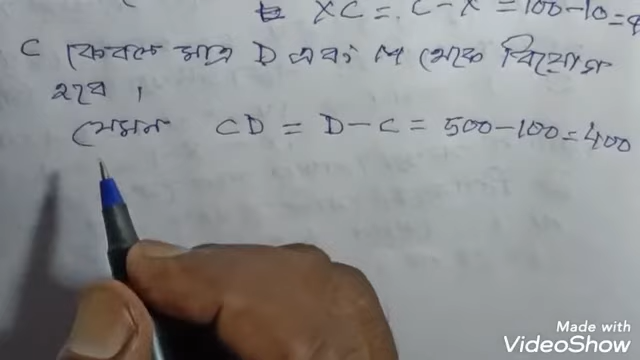 XC = C - X = 100 - 10 = 9
C কেবল মাত্র D এবং M থেকে বিয়োগ
হবে ।
যেমন CD = D - C = 500 - 100 = 400
Made with
VideoShow